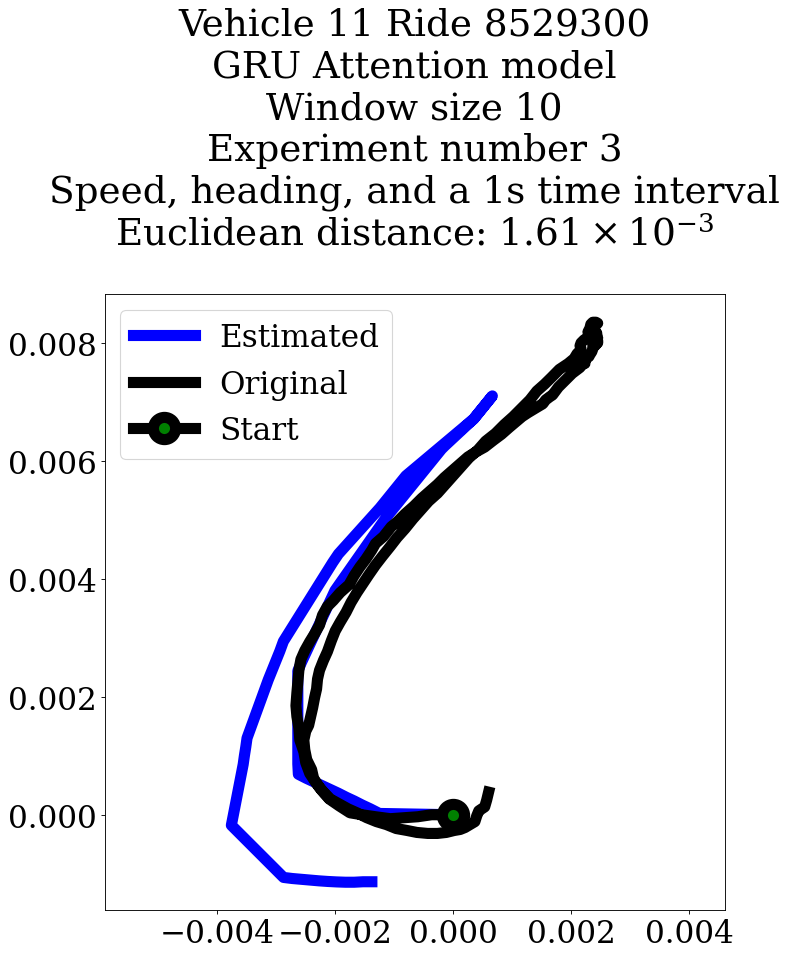 Vehicle 11 Ride 8529300
GRU Attention model
Window size 10
Experiment number 3
Speed, heading, and a 1s time interval
Euclidean distance: 1.61 × 10⁻³
Estimated
Original
Start
0.008
0.006
0.004
0.002
0.000
−0.004 −0.002 0.000 0.002 0.004